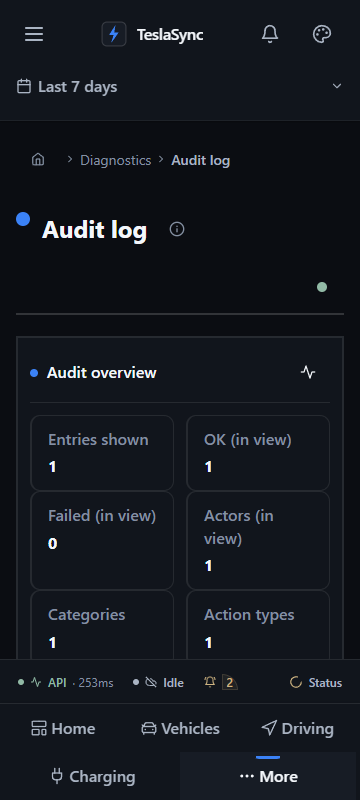 TeslaSync
Last 7 days
Diagnostics Audit log
Audit log
Audit overview
Entries shown
1
OK (in view)
1
Failed (in view)
0
Actors (in
view)
1
Categories
1
Action types
1
API · 253ms Idle 2 Status
Home Vehicles Driving
Charging More